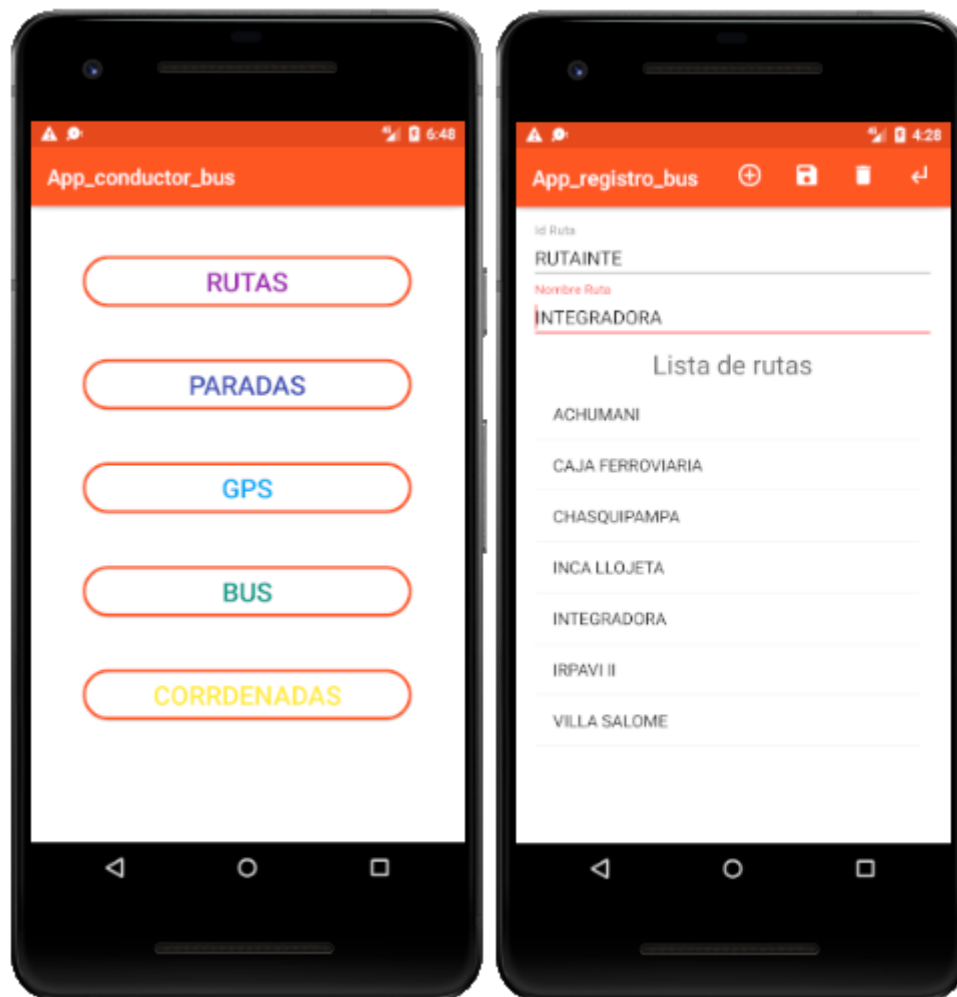 6:48
App_conductor_bus
RUTAS
PARADAS
GPS
BUS
CORRDENADAS
4:28
App_registro_bus
Id Ruta
RUTAINTE
Nombre Ruta
INTEGRADORA
Lista de rutas
ACHUMANI
CAJA FERROVIARIA
CHASQUIPAMPA
INCA LLOJETA
INTEGRADORA
IRPAVI II
VILLA SALOME